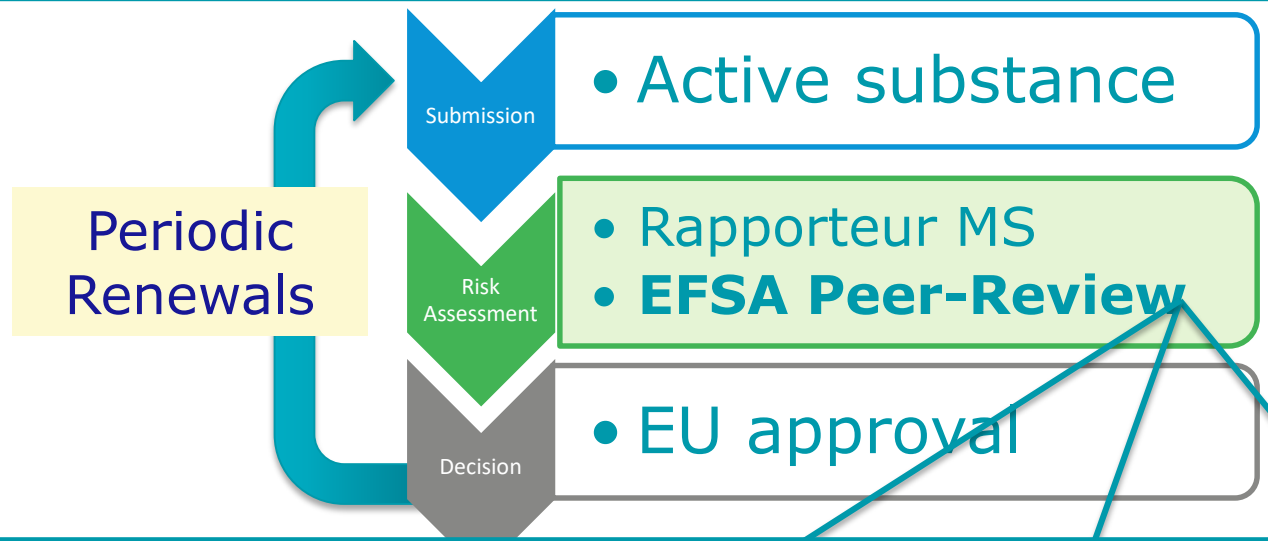 Submission
• Active substance
Periodic
Renewals
Risk
Assessment
• Rapporteur MS
• EFSA Peer-Review
Decision
• EU approval